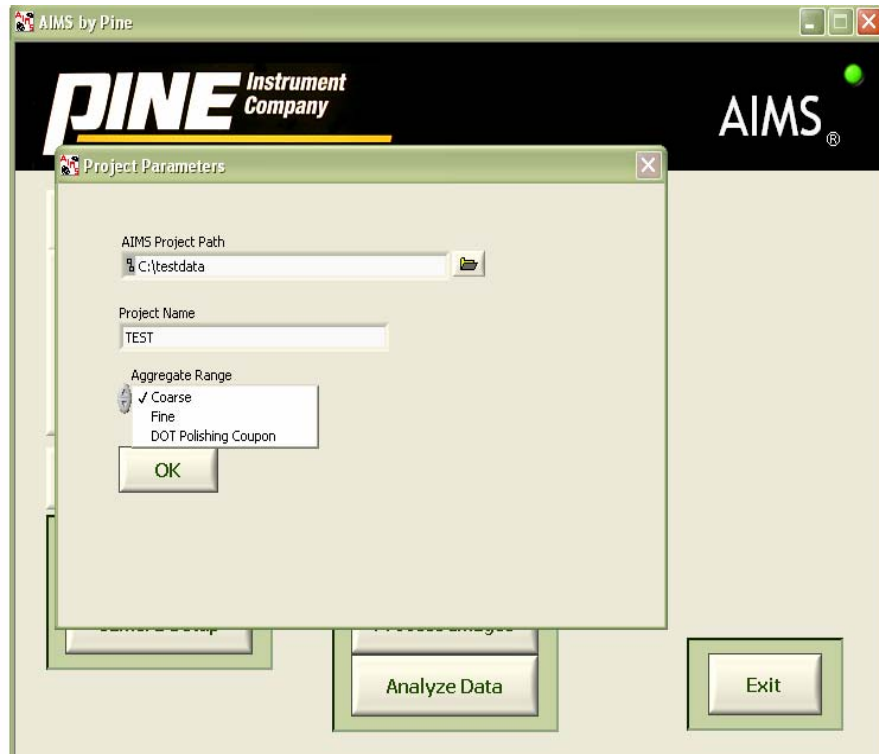 AIMS by Pine
PINE Instrument
Company
AIMS®
Project Parameters
AIMS Project Path
C:\testdata
Project Name
TEST
Aggregate Range
✓ Coarse
Fine
DOT Polishing Coupon
OK
Analyze Data
Exit